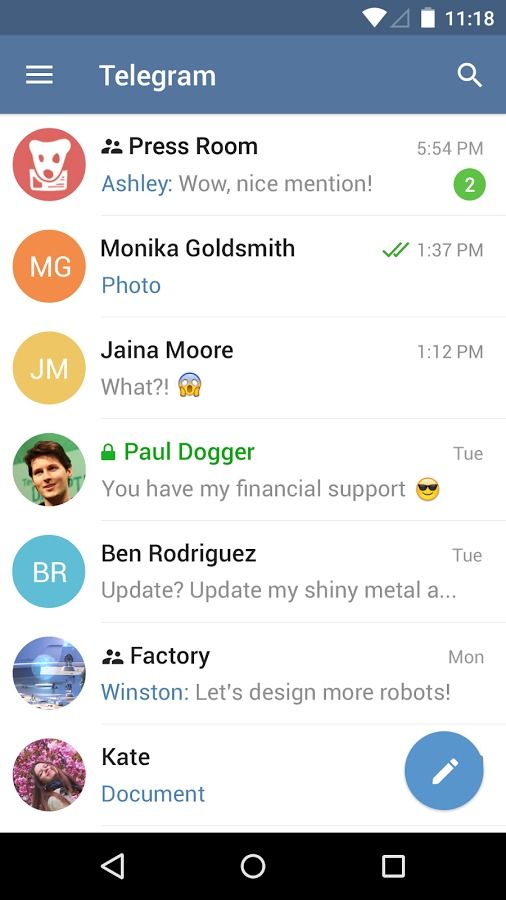 11:18
Telegram
Press Room 5:54 PM
Ashley: Wow, nice mention! 2
MG Monika Goldsmith 1:37 PM
Photo
JM Jaina Moore 1:12 PM
What?! 😱
Paul Dogger Tue
You have my financial support 😎
BR Ben Rodriguez Tue
Update? Update my shiny metal a...
Factory Mon
Winston: Let's design more robots!
Kate
Document